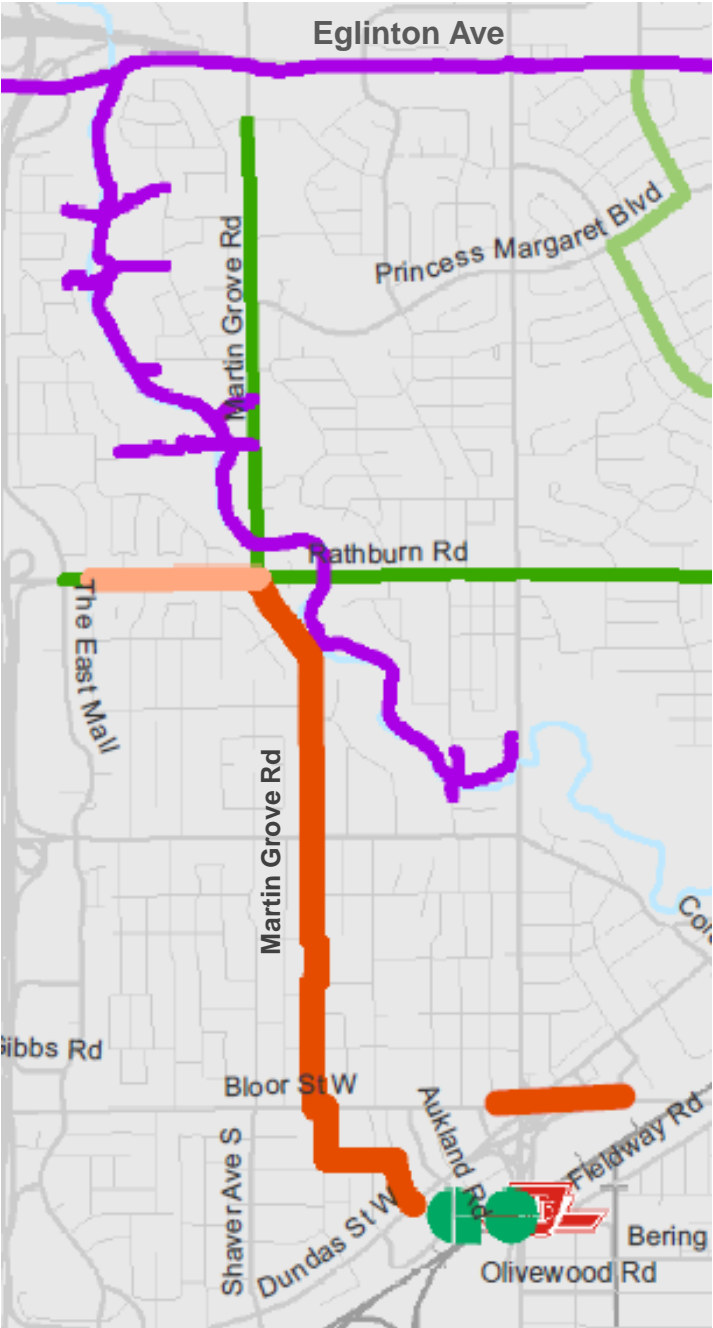 Eglinton Ave
Princess Margaret Blvd
Martin Grove Rd
Rathburn Rd
The East Mall
Martin Grove Rd
Gibbs Rd
Bloor St W
Aukland Rd
Fieldway Rd
Shaver Ave S
Dundas St W
Bering
Olivewood Rd